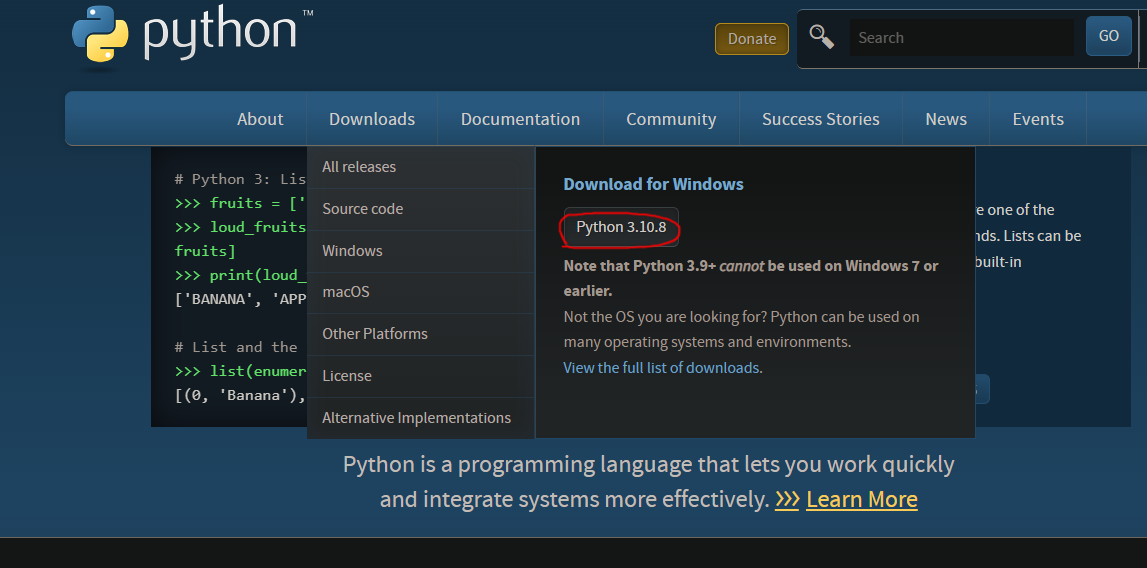 python™
Donate
Search
GO
About
Downloads
Documentation
Community
Success Stories
News
Events
# Python 3: Lis
>>> fruits = ['
>>> loud_fruits
fruits]
>>> print(loud_
['BANANA', 'APP
# List and the
>>> list(enumer
[(0, 'Banana'),
All releases
Source code
Windows
macOS
Other Platforms
License
Alternative Implementations
Download for Windows
Python 3.10.8
Note that Python 3.9+ cannot be used on Windows 7 or
earlier.
Not the OS you are looking for? Python can be used on
many operating systems and environments.
View the full list of downloads.
e one of the
nds. Lists can be
built-in
Python is a programming language that lets you work quickly
and integrate systems more effectively. >>> Learn More